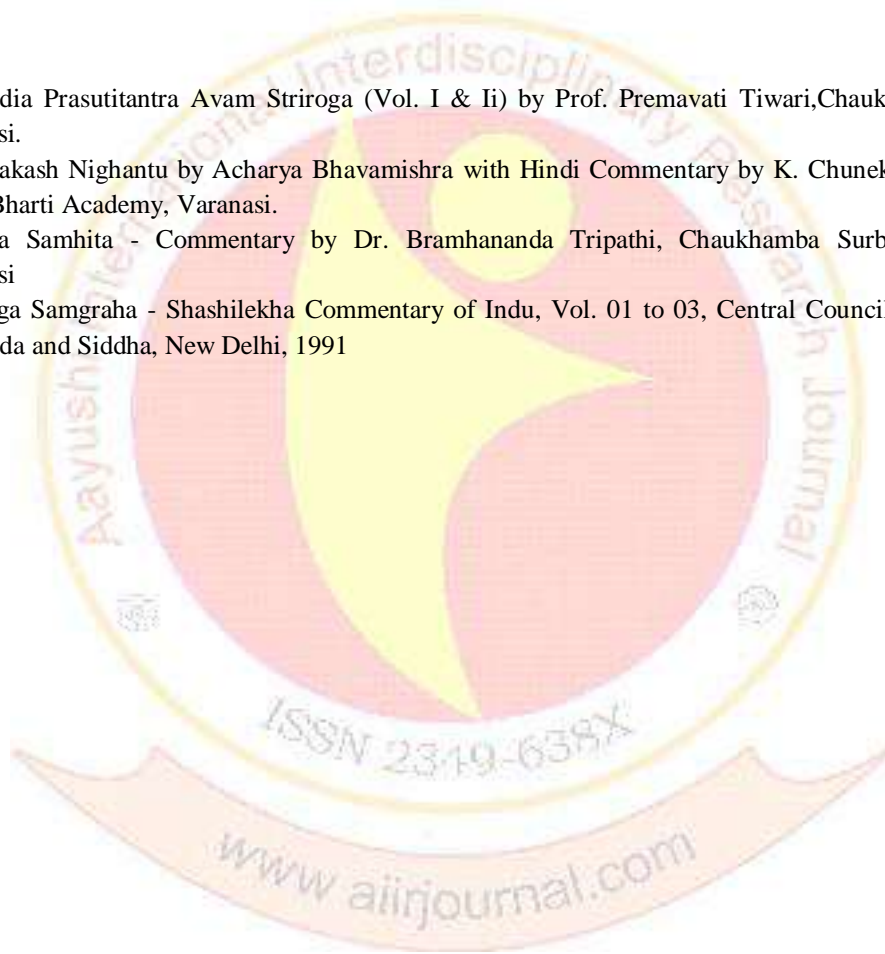 dia Prasutitantra Avam Striroga (Vol. I & Ii) by Prof. Premavati Tiwari,Chauk
si.
akash Nighantu by Acharya Bhavamishra with Hindi Commentary by K. Chunek
Bharti Academy, Varanasi.
a Samhita - Commentary by Dr. Bramhananda Tripathi, Chaukhamba Surb
si
ga Samgraha - Shashilekha Commentary of Indu, Vol. 01 to 03, Central Council
da and Siddha, New Delhi, 1991
Aayush International Interdisciplinary Research Journal
ISSN 2349-638X
www aiirjournal.com